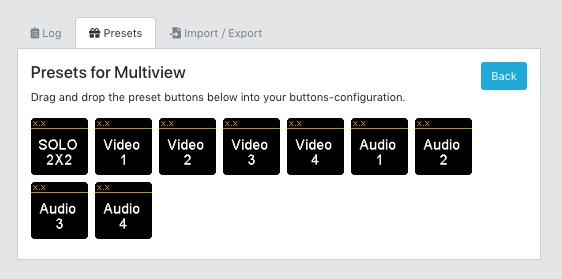 Log Presets Import / Export
Presets for Multiview
Back
Drag and drop the preset buttons below into your buttons-configuration.
x.x x.x x.x x.x x.x x.x x.x
SOLO Video Video Video Video Audio Audio
2X2 1 2 3 4 1 2
x.x x.x
Audio Audio
3 4